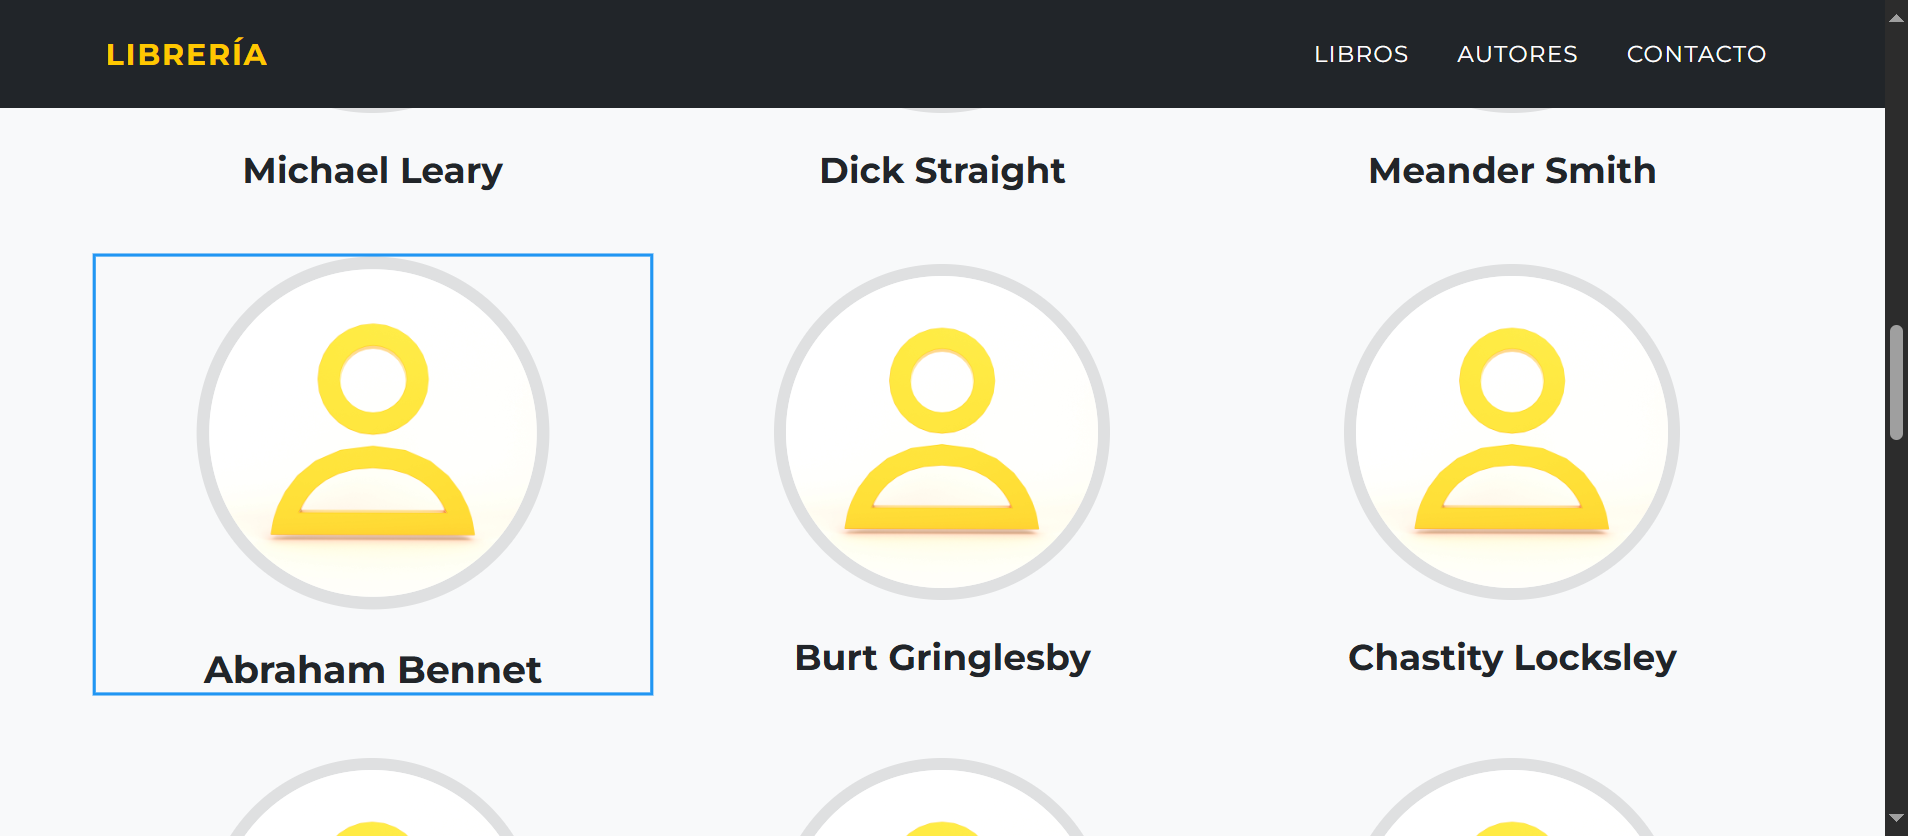 LIBRERÍA
LIBROS AUTORES CONTACTO
Michael Leary
Dick Straight
Meander Smith
Abraham Bennet
Burt Gringlesby
Chastity Locksley